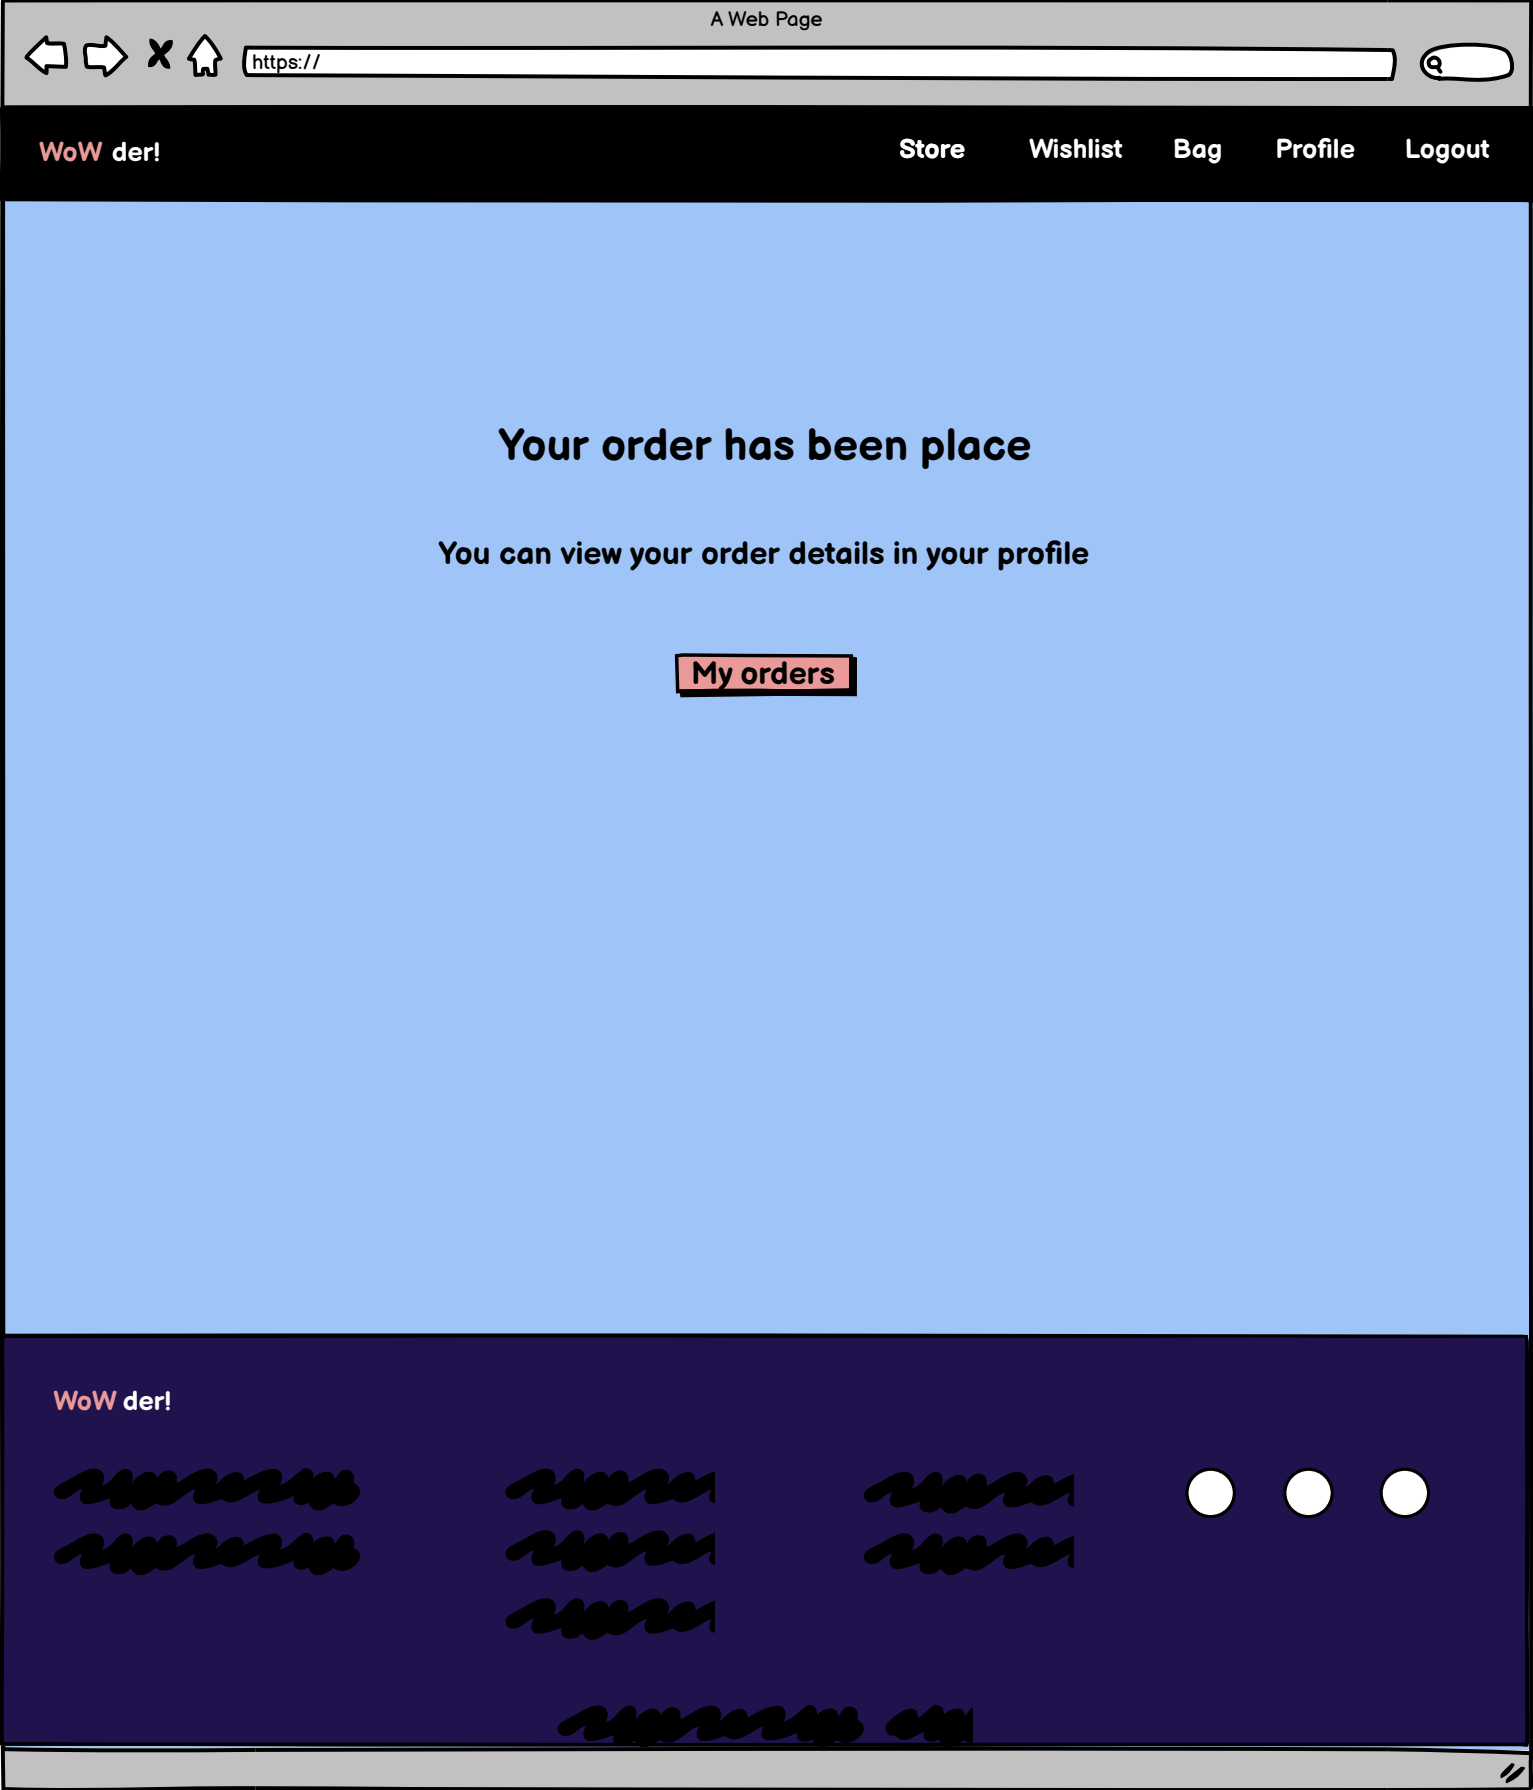 A Web Page
https://
WoW der!
Store Wishlist Bag Profile Logout
Your order has been place
You can view your order details in your profile
My orders
WoW der!